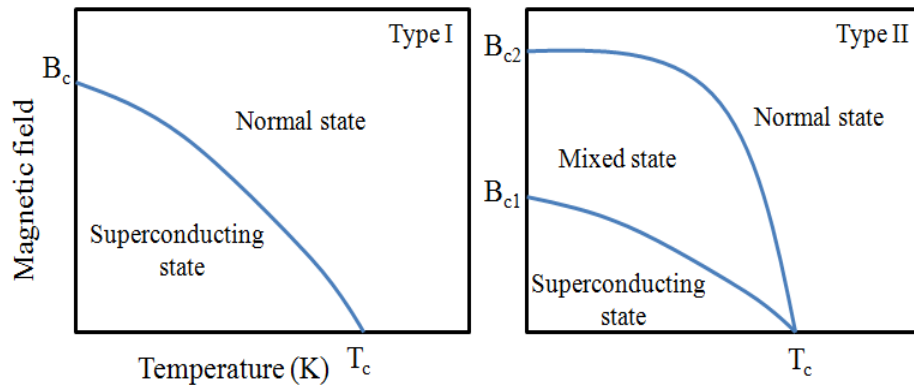 Type I
B_c
Normal state
Magnetic field
Superconducting
state
Temperature (K)
T_c
Type II
B_c2
Normal state
Mixed state
B_c1
Superconducting
state
T_c